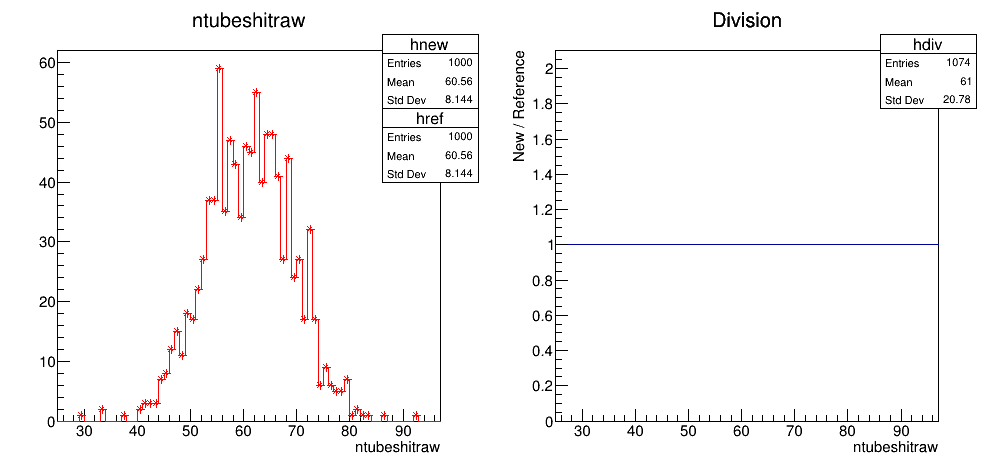 ntubeshitraw
hnew
Entries 1000
Mean 60.56
Std Dev 8.144
href
Entries 1000
Mean 60.56
Std Dev 8.144
60
50
40
30
20
10
0
30 40 50 60 70 80 90
ntubeshitraw
Division
hdiv
Entries 1074
Mean 61
Std Dev 20.78
New / Reference
2
1.8
1.6
1.4
1.2
1
0.8
0.6
0.4
0.2
0
30 40 50 60 70 80 90
ntubeshitraw